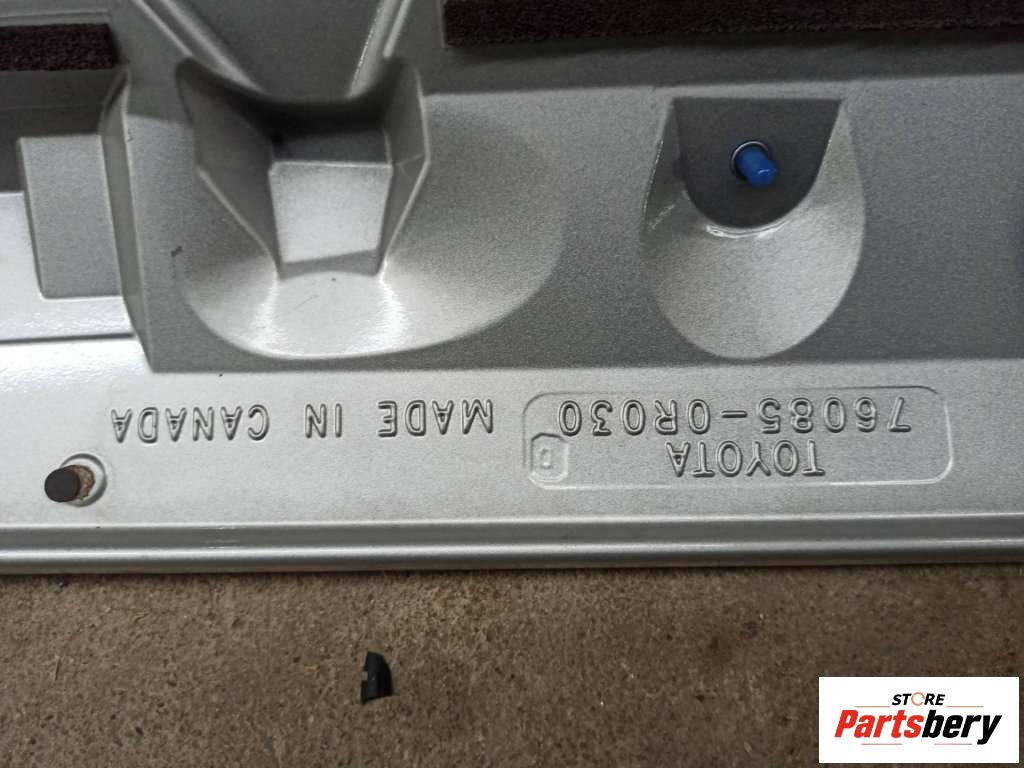 TOYOTA
76085-0R030
D
MADE IN CANADA
STORE
Partsbery